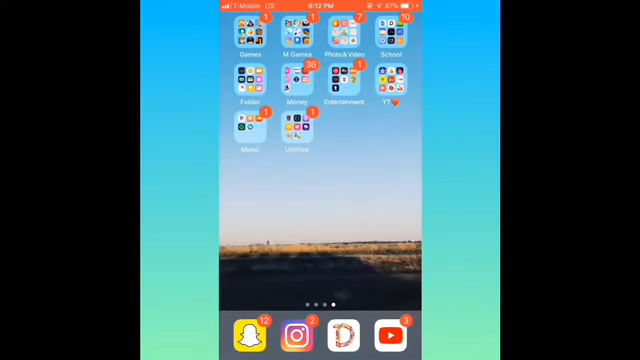 T-Mobile LTE 9:12 PM 67%
1 1 7 10
Games M Games Photo&Video School
36 1
Folder Money Entertainment YT❤️
1 1
Music Utilities
12 2 D 3